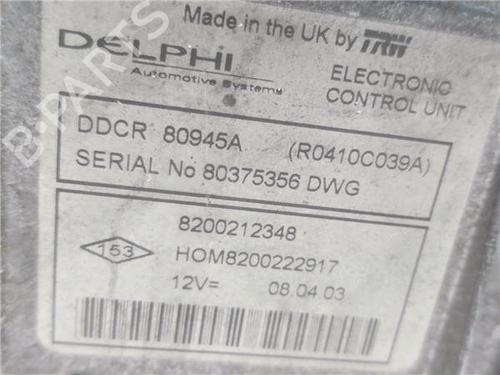 Made in the UK by TRW
DELPHI
Automotive Systems
ELECTRONIC
CONTROL UNIT
DDCR 80945A (R0410C039A)
SERIAL No 80375356 DWG
8200212348
153
HOM8200222917
12V= 08.04.03
B-PARTS